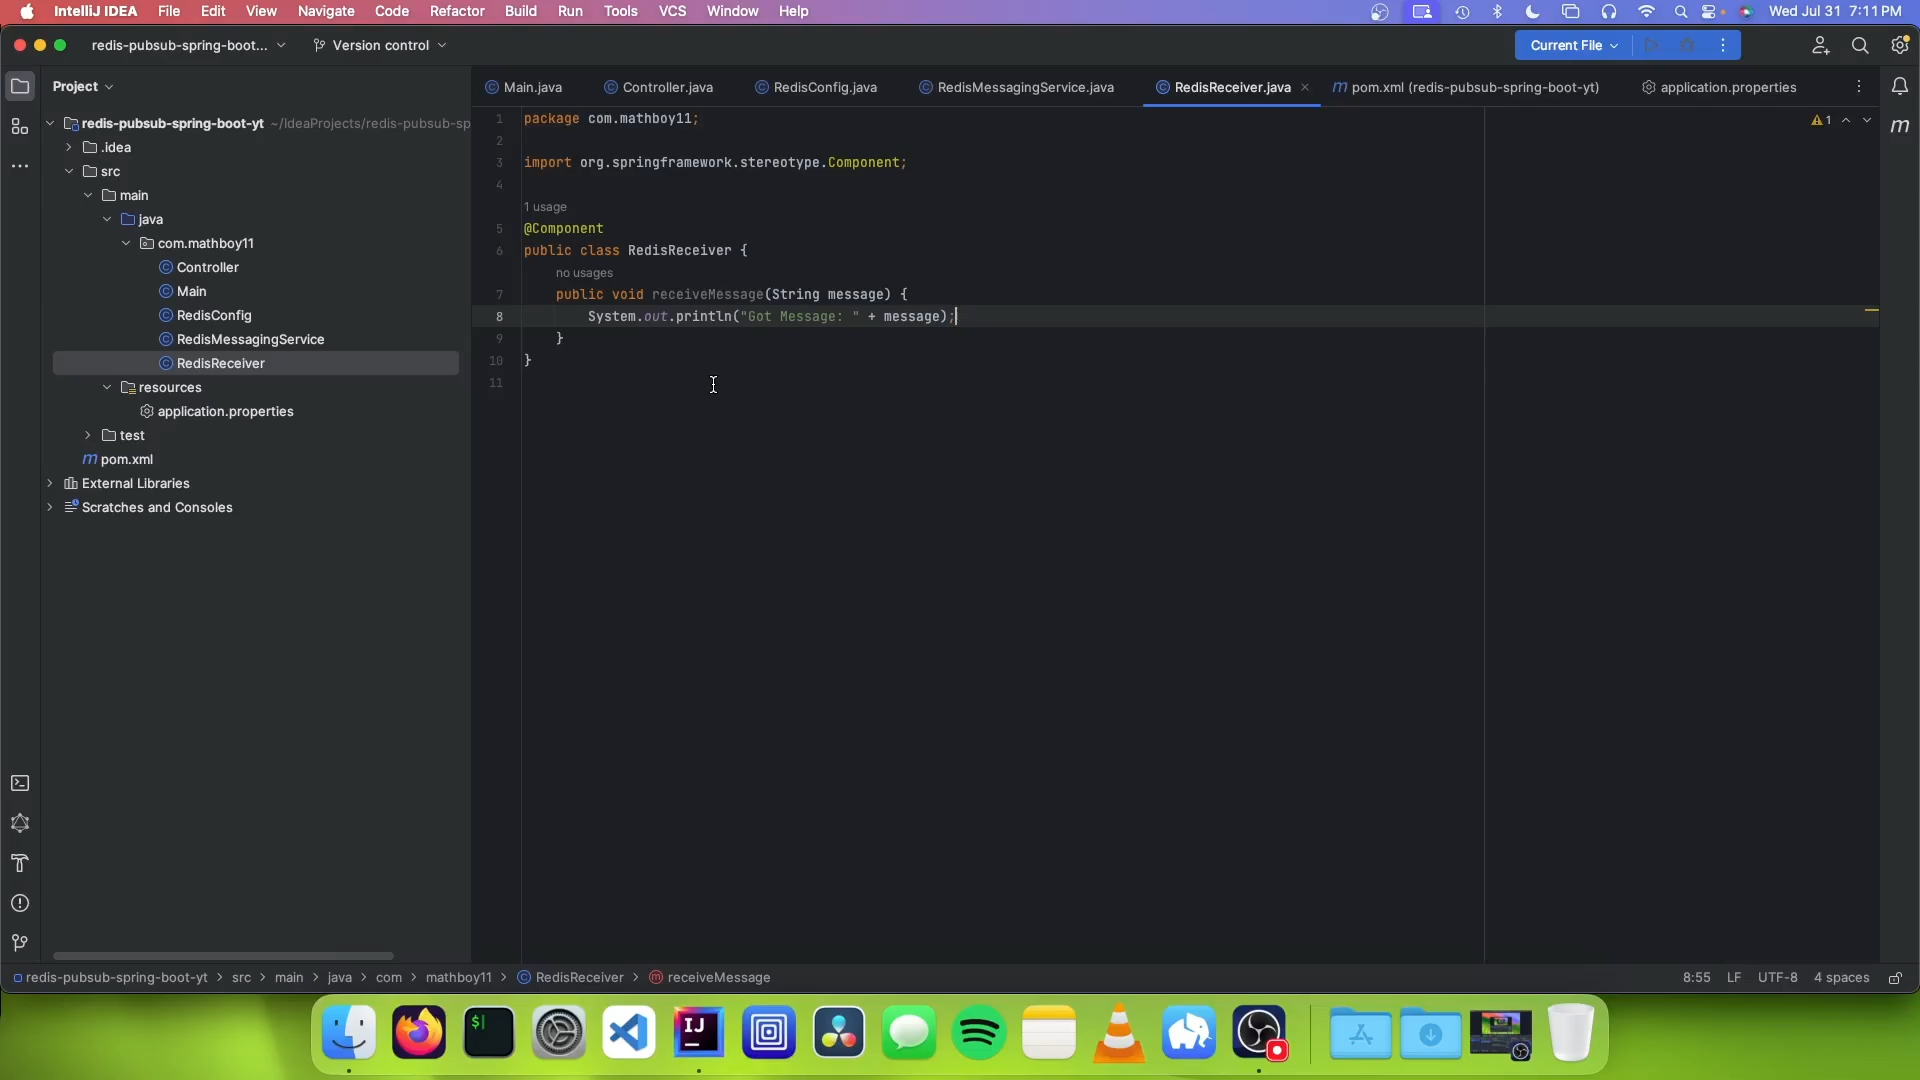 IntelliJ IDEA File Edit View Navigate Code Refactor Build Run Tools VCS Window Help Wed Jul 31 7:11 PM
redis-pubsub-spring-boot... Version control Current File
Project
redis-pubsub-spring-boot-yt ~/IdeaProjects/redis-pubsub-sp
.idea
src
main
java
com.mathboy11
Controller
Main
RedisConfig
RedisMessagingService
RedisReceiver
resources
application.properties
test
m pom.xml
External Libraries
Scratches and Consoles
Main.java Controller.java RedisConfig.java RedisMessagingService.java RedisReceiver.java m pom.xml (redis-pubsub-spring-boot-yt) application.properties
m
1 package com.mathboy11; 1
2
3 import org.springframework.stereotype.Component;
4
1 usage
5 @Component
6 public class RedisReceiver {
no usages
7 public void receiveMessage(String message) {
8 System.out.println("Got Message: " + message);
9 }
10 }
11
redis-pubsub-spring-boot-yt > src > main > java > com > mathboy11 > RedisReceiver > receiveMessage 8:55 LF UTF-8 4 spaces
$
IJ